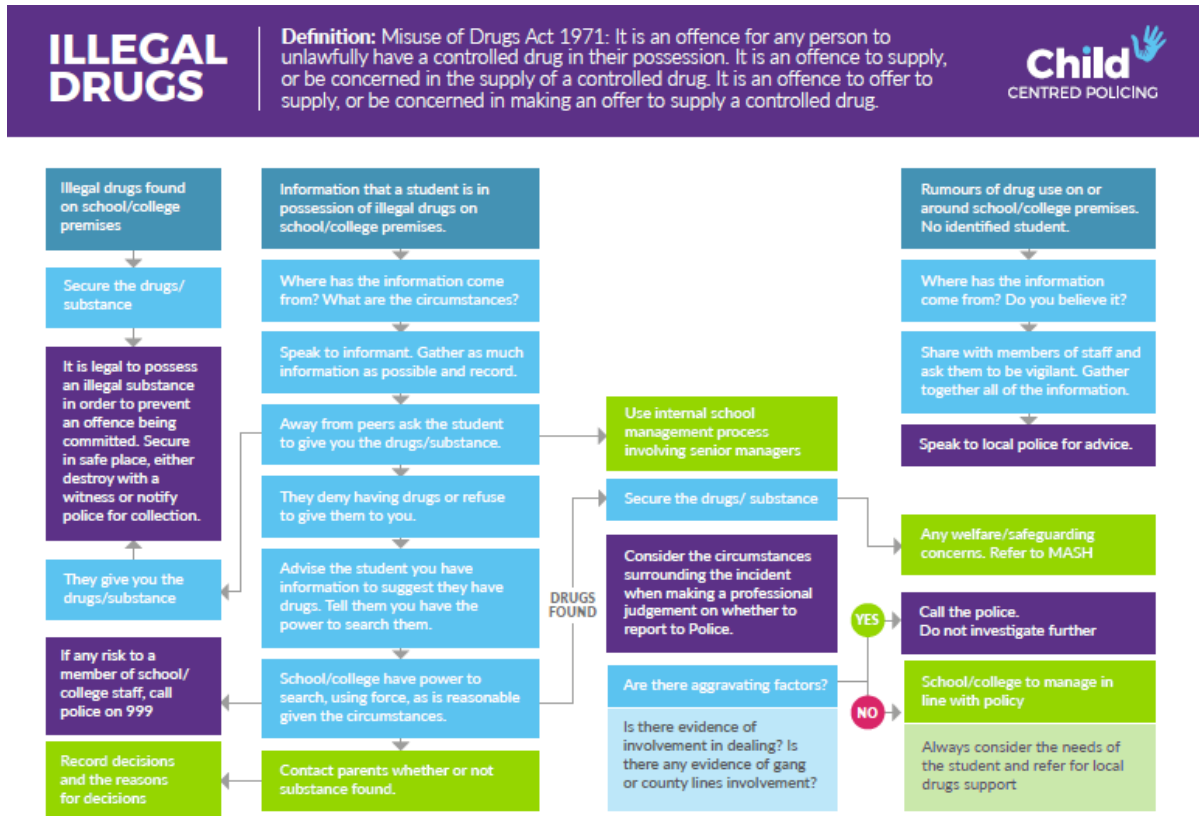 ILLEGAL
DRUGS
Definition: Misuse of Drugs Act 1971: It is an offence for any person to
unlawfully have a controlled drug in their possession. It is an offence to supply,
or be concerned in the supply of a controlled drug. It is an offence to offer to
supply, or be concerned in making an offer to supply a controlled drug.
Child
CENTRED POLICING
Illegal drugs found
on school/college
premises
Secure the drugs/
substance
It is legal to possess
an illegal substance
in order to prevent
an offence being
committed. Secure
in safe place, either
destroy with a
witness or notify
police for collection.
They give you the
drugs/substance
If any risk to a
member of school/
college staff, call
police on 999
Record decisions
and the reasons
for decisions
Information that a student is in
possession of illegal drugs on
school/college premises.
Where has the information come
from? What are the circumstances?
Speak to informant. Gather as much
information as possible and record.
Away from peers ask the student
to give you the drugs/substance.
They deny having drugs or refuse
to give them to you.
Advise the student you have
information to suggest they have
drugs. Tell them you have the
power to search them.
School/college have power to
search, using force, as is reasonable
given the circumstances.
Contact parents whether or not
substance found.
DRUGS
FOUND
Use internal school
management process
involving senior managers
Secure the drugs/ substance
Consider the circumstances
surrounding the incident
when making a professional
judgement on whether to
report to Police.
Are there aggravating factors?
Is there evidence of
involvement in dealing? Is
there any evidence of gang
or county lines involvement?
YES
NO
Rumours of drug use on or
around school/college premises.
No identified student.
Where has the information
come from? Do you believe it?
Share with members of staff and
ask them to be vigilant. Gather
together all of the information.
Speak to local police for advice.
Any welfare/safeguarding
concerns. Refer to MASH
Call the police.
Do not investigate further
School/college to manage in
line with policy
Always consider the needs of
the student and refer for local
drugs support